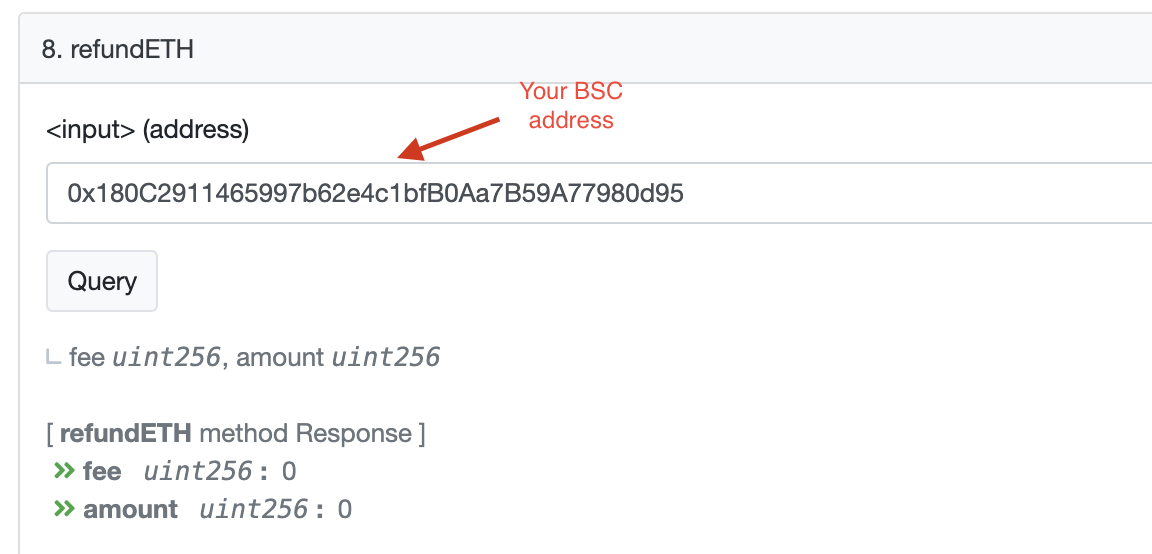 8. refundETH
Your BSC
address
<input> (address)
0x180C2911465997b62e4c1bfB0Aa7B59A77980d95
Query
fee uint256, amount uint256
[ refundETH method Response ]
fee uint256 : 0
amount uint256 : 0